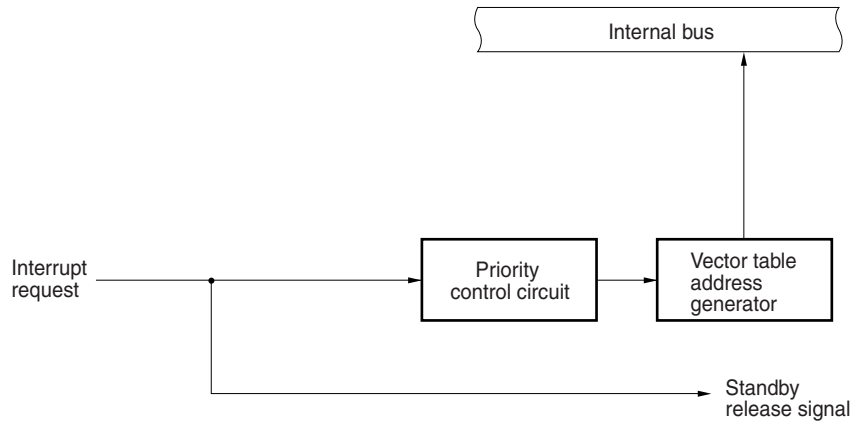 Internal bus
Interrupt
request
Priority
control circuit
Vector table
address
generator
Standby
release signal